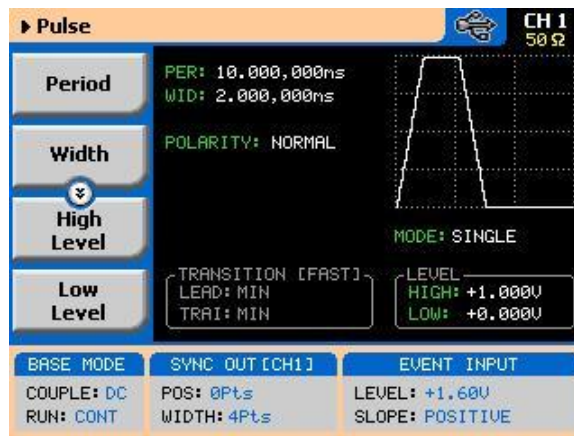 Pulse
CH 1
50 Ω
Period
Width
High
Level
Low
Level
PER: 10.000,000ms
WID: 2.000,000ms
POLARITY: NORMAL
MODE: SINGLE
TRANSITION [FAST]
LEAD: MIN
TRAI: MIN
LEVEL
HIGH: +1.000V
LOW: +0.000V
BASE MODE
COUPLE: DC
RUN: CONT
SYNC OUT [CH1]
POS: 0Pts
WIDTH: 4Pts
EVENT INPUT
LEVEL: +1.60V
SLOPE: POSITIVE